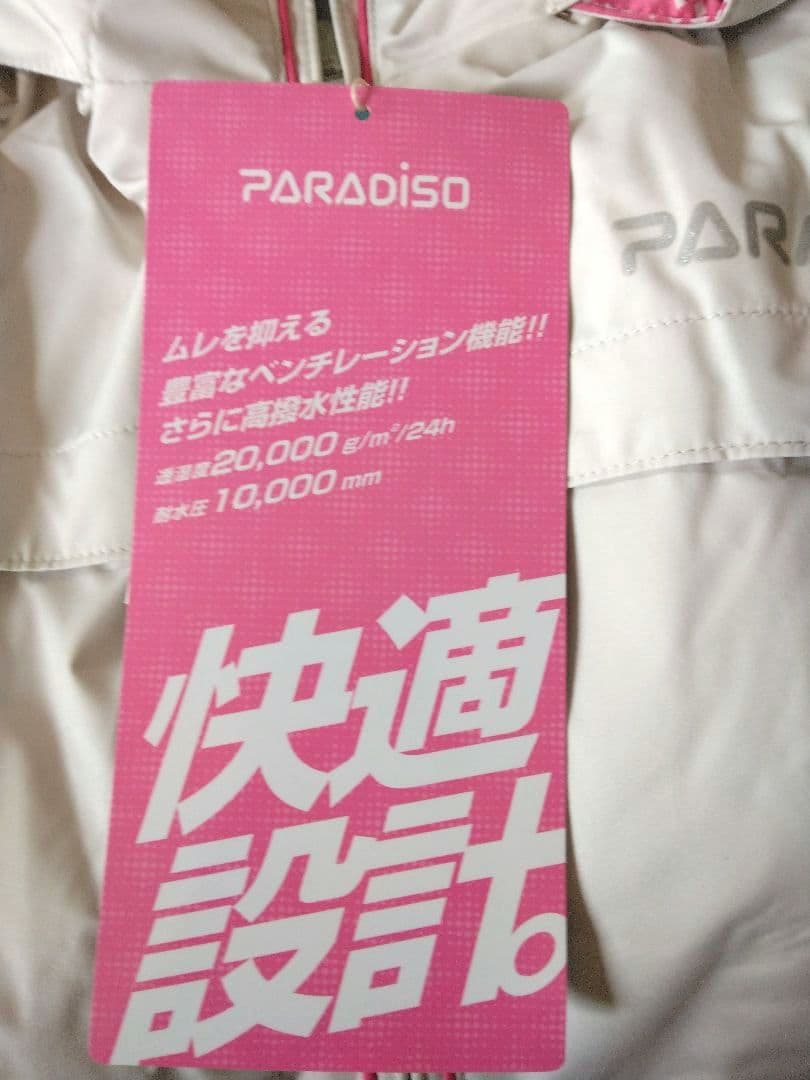 PARADiSO
PARA
ムレを抑える
豊富なベンチレーション機能!!
さらに高撥水性能!!
透湿度20,000 g/m²/24h
耐水圧 10,000 mm
快適
設計。